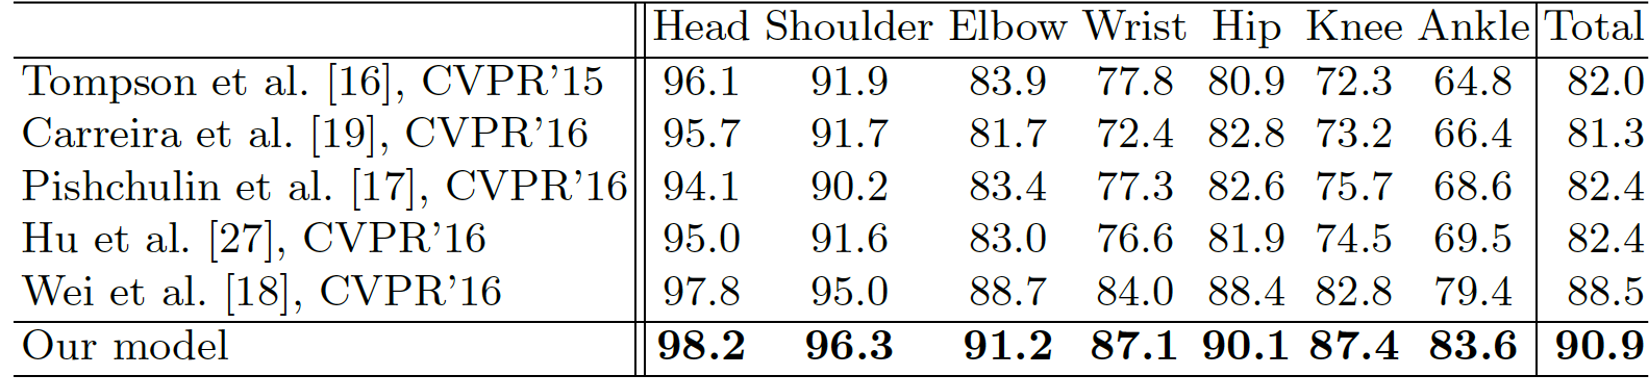 Head Shoulder Elbow Wrist Hip Knee Ankle Total
Tompson et al. [16], CVPR'15 96.1 91.9 83.9 77.8 80.9 72.3 64.8 82.0
Carreira et al. [19], CVPR'16 95.7 91.7 81.7 72.4 82.8 73.2 66.4 81.3
Pishchulin et al. [17], CVPR'16 94.1 90.2 83.4 77.3 82.6 75.7 68.6 82.4
Hu et al. [27], CVPR'16 95.0 91.6 83.0 76.6 81.9 74.5 69.5 82.4
Wei et al. [18], CVPR'16 97.8 95.0 88.7 84.0 88.4 82.8 79.4 88.5
Our model 98.2 96.3 91.2 87.1 90.1 87.4 83.6 90.9